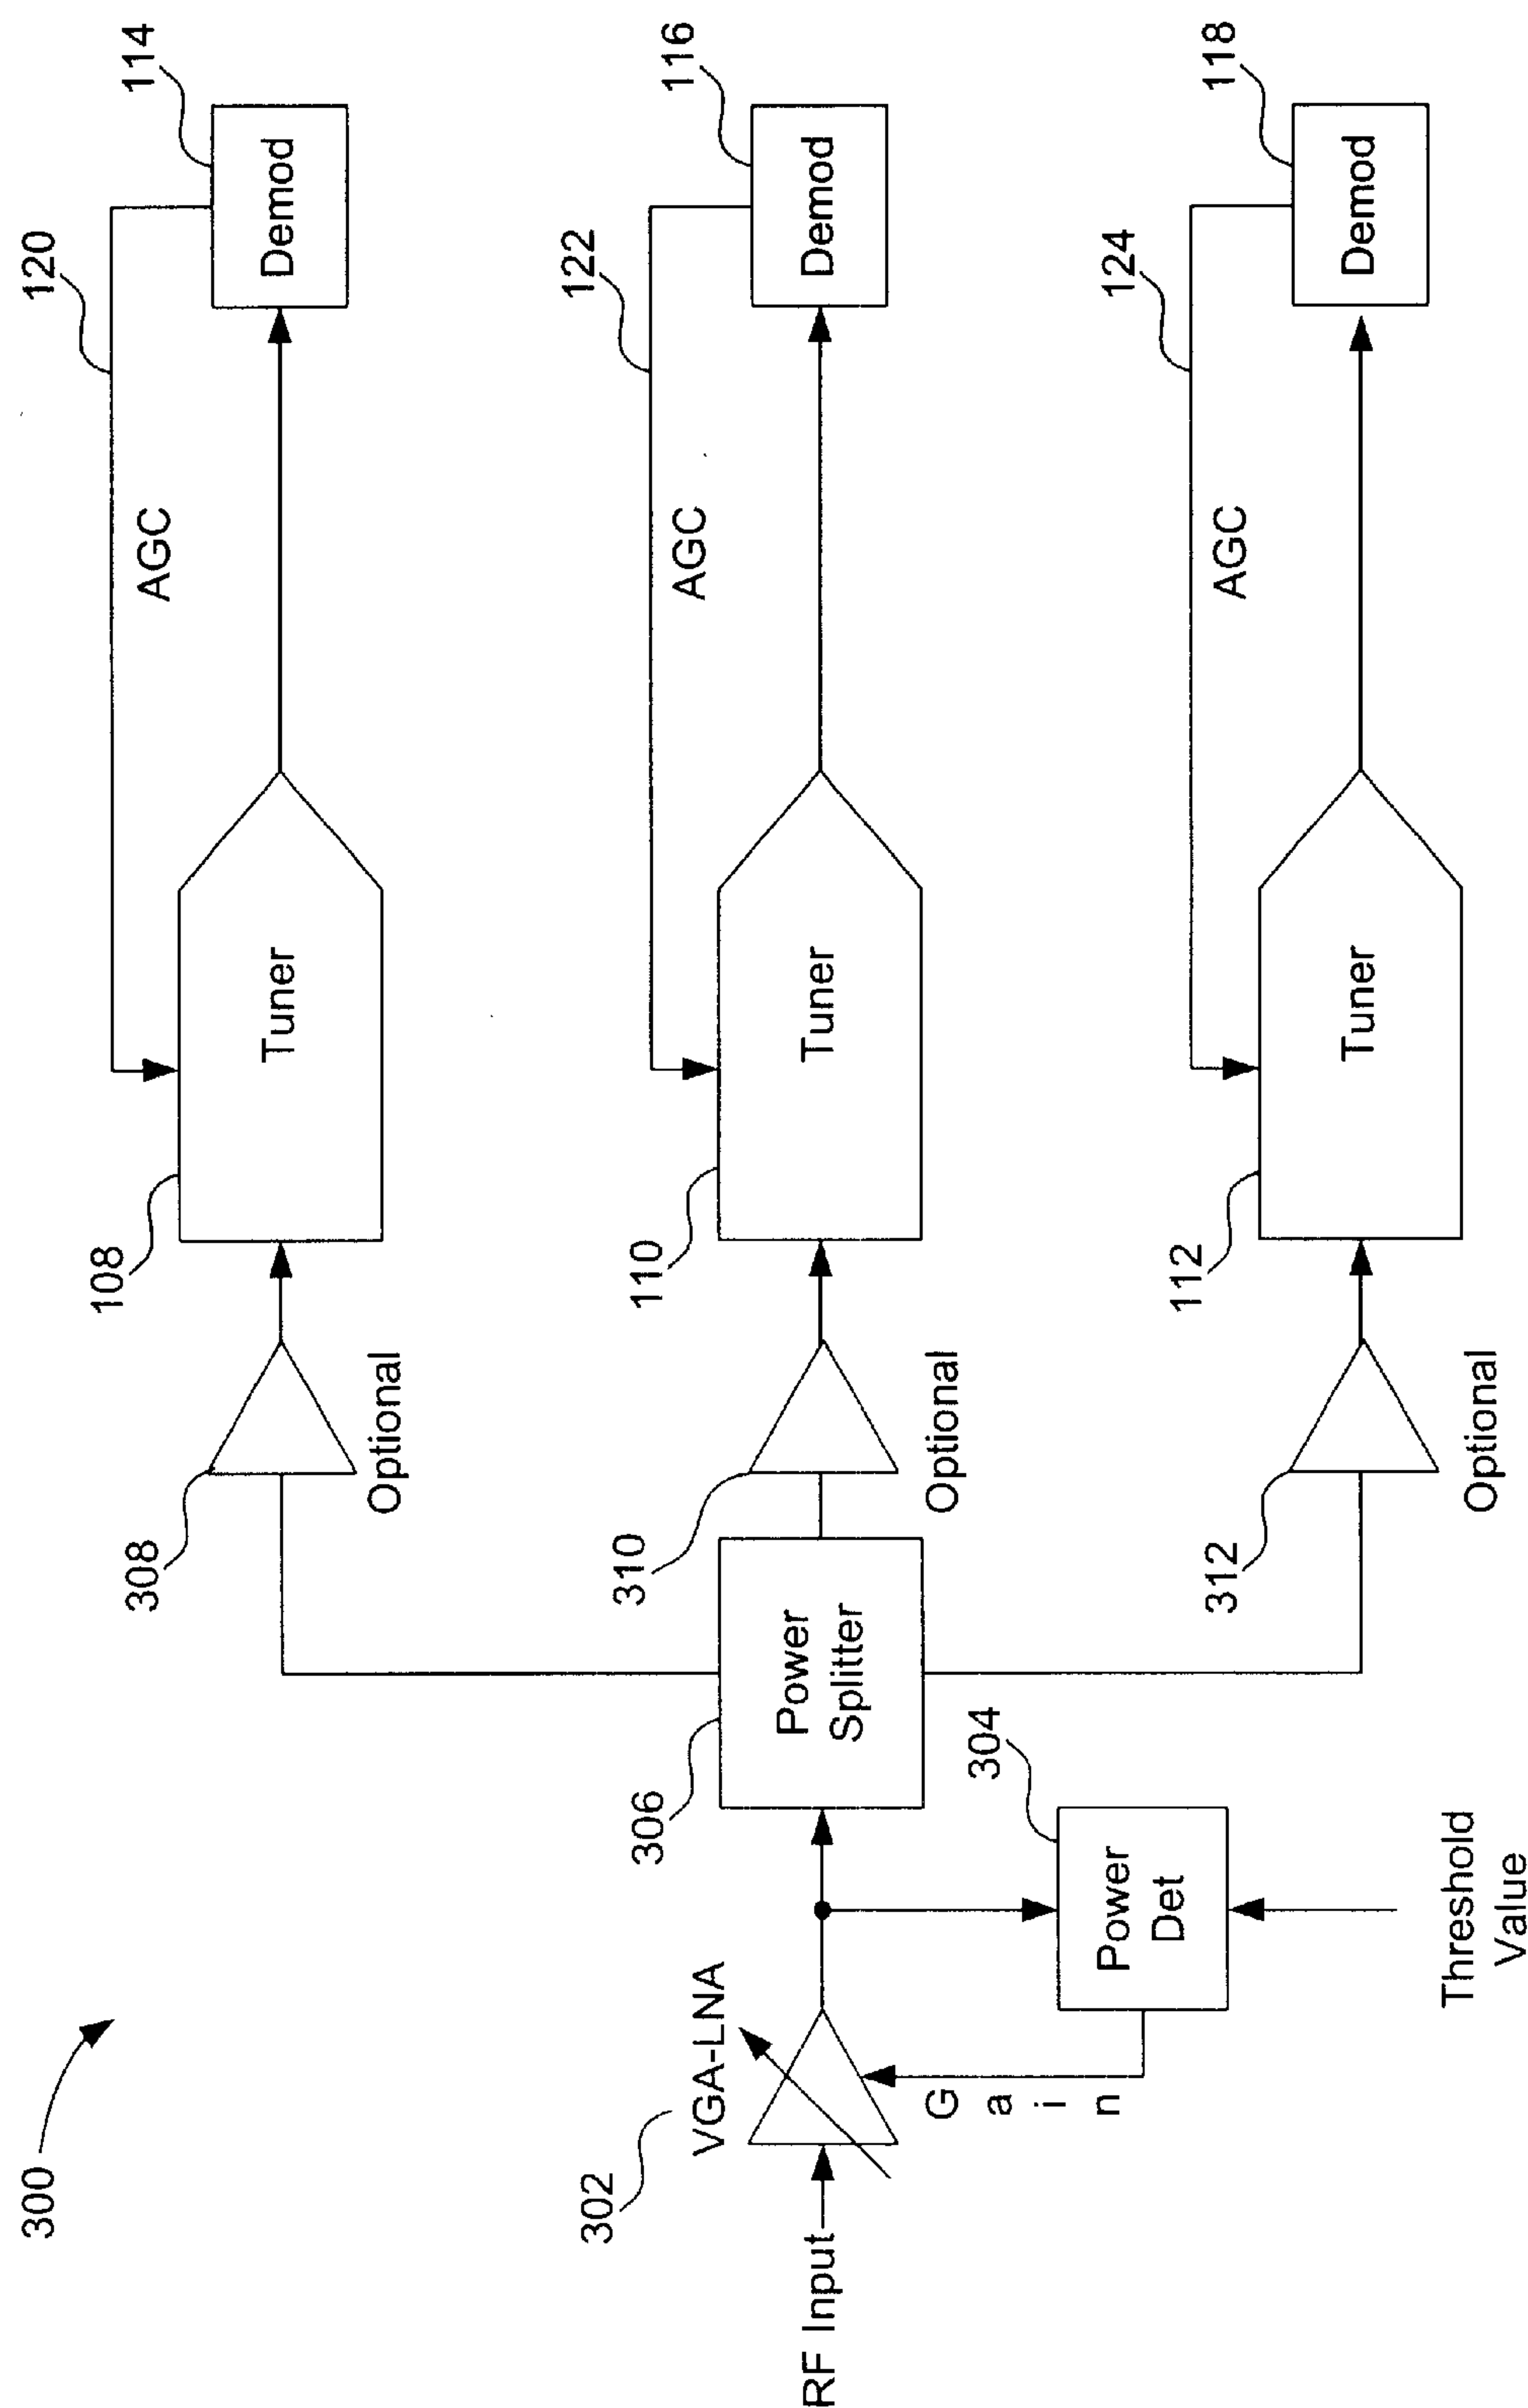 300
120
114
AGC
Demod
108
Tuner
308
Optional
122
116
AGC
Demod
110
Tuner
310
Optional
306
Power
Splitter
302
VGA-LNA
RF Input
Gain
304
Power
Det
Threshold
Value
124
118
AGC
Demod
112
Tuner
312
Optional